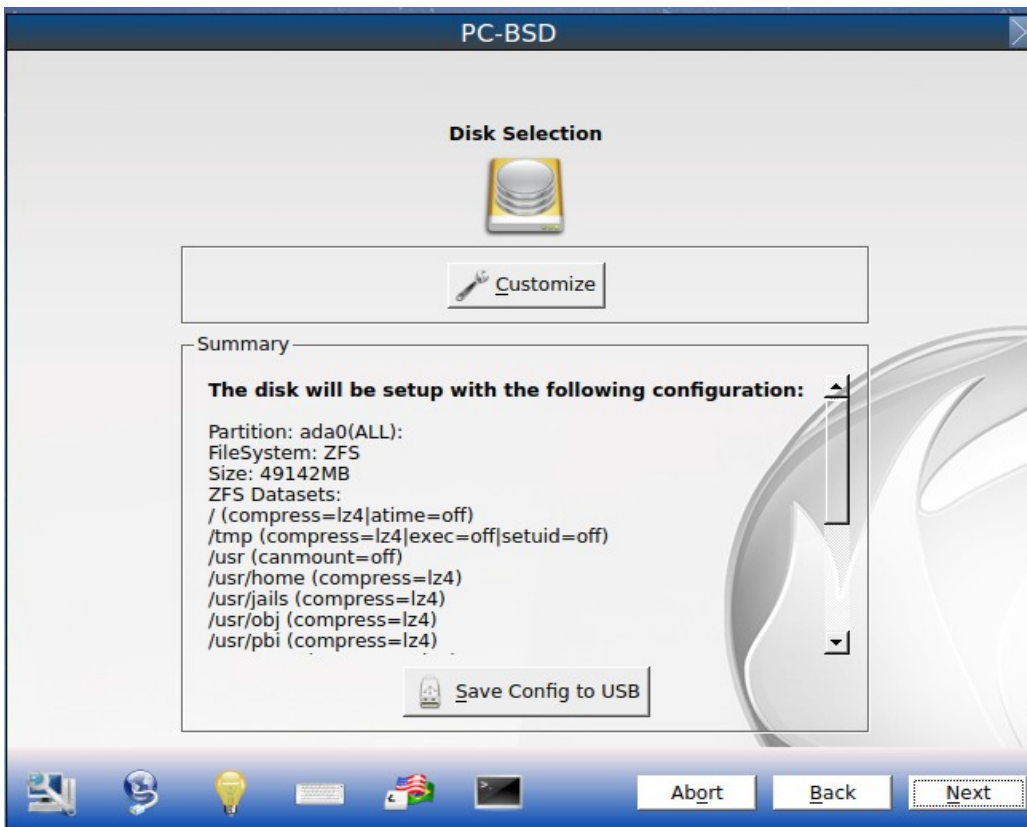 PC-BSD
Disk Selection
Customize
Summary
The disk will be setup with the following configuration:
Partition: ada0(ALL):
FileSystem: ZFS
Size: 49142MB
ZFS Datasets:
/ (compress=lz4|atime=off)
/tmp (compress=lz4|exec=off|setuid=off)
/usr (canmount=off)
/usr/home (compress=lz4)
/usr/jails (compress=lz4)
/usr/obj (compress=lz4)
/usr/pbi (compress=lz4)
Save Config to USB
Abort Back Next